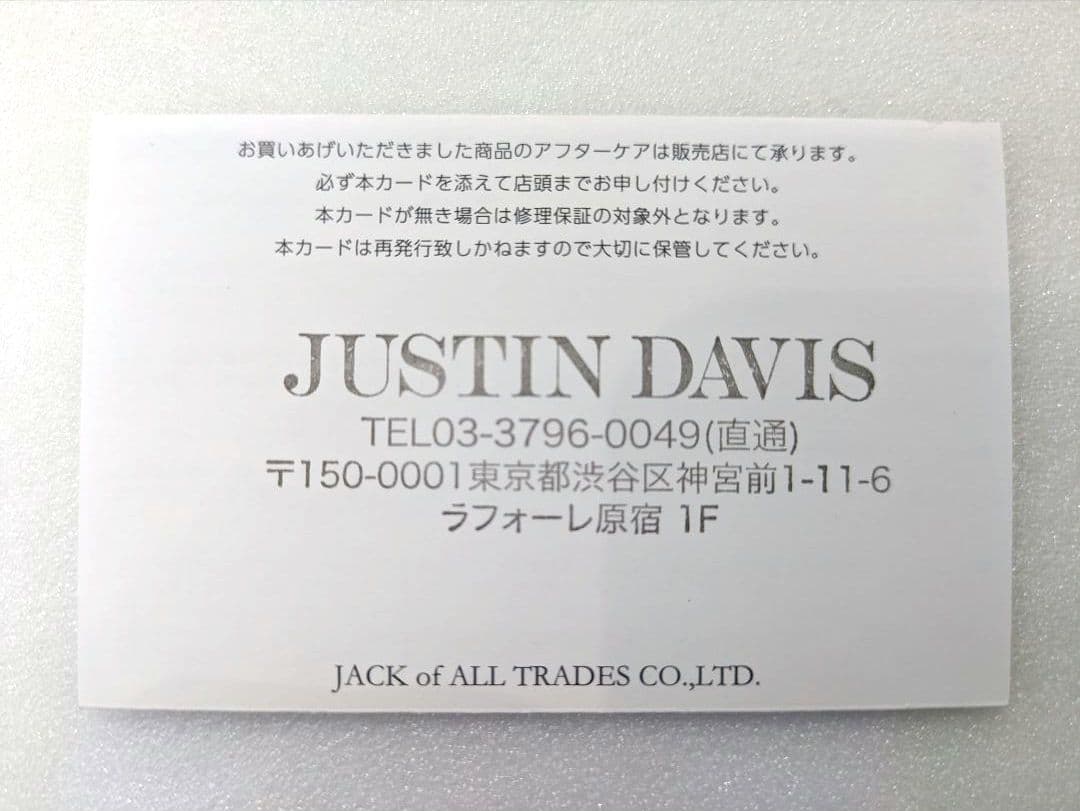 お買いあげいただきました商品のアフターケアは販売店にて承ります。
必ず本カードを添えて店頭までお申し付けください。
本カードが無き場合は修理保証の対象外となります。
本カードは再発行致しかねますので大切に保管してください。
JUSTIN DAVIS
TEL03-3796-0049(直通)
〒150-0001東京都渋谷区神宮前1-11-6
ラフォーレ原宿 1F
JACK of ALL TRADES CO.,LTD.